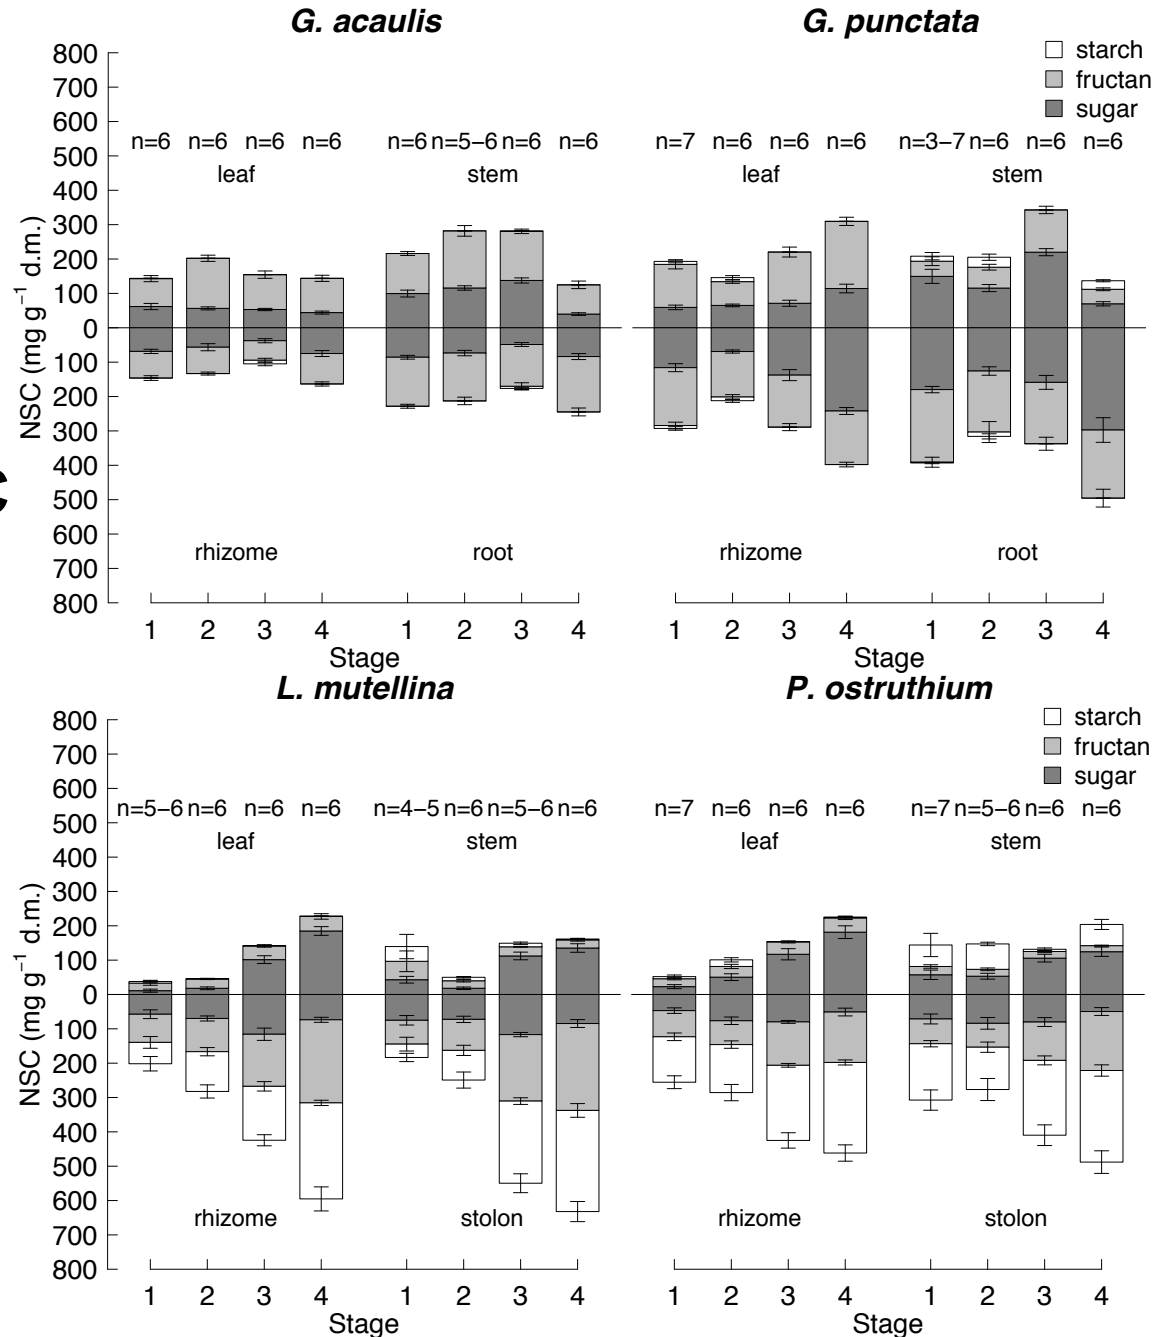 G. acaulis G. punctata
starch
fructan
sugar
800
700
600
500
400
300
200
100
0
100
200
300
400
500
600
700
800
NSC (mg g⁻¹ d.m.)
n=6 n=6 n=6 n=6 n=6 n=5−6 n=6 n=6 n=7 n=6 n=6 n=6 n=3−7 n=6 n=6 n=6
leaf stem leaf stem
rhizome root rhizome root
1 2 3 4 1 2 3 4 1 2 3 4 1 2 3 4
Stage Stage
C
L. mutellina P. ostruthium
starch
fructan
sugar
800
700
600
500
400
300
200
100
0
100
200
300
400
500
600
700
800
NSC (mg g⁻¹ d.m.)
n=5−6 n=6 n=6 n=6 n=4−5 n=6 n=5−6 n=6 n=7 n=6 n=6 n=6 n=7 n=5−6 n=6 n=6
leaf stem leaf stem
rhizome stolon rhizome stolon
1 2 3 4 1 2 3 4 1 2 3 4 1 2 3 4
Stage Stage